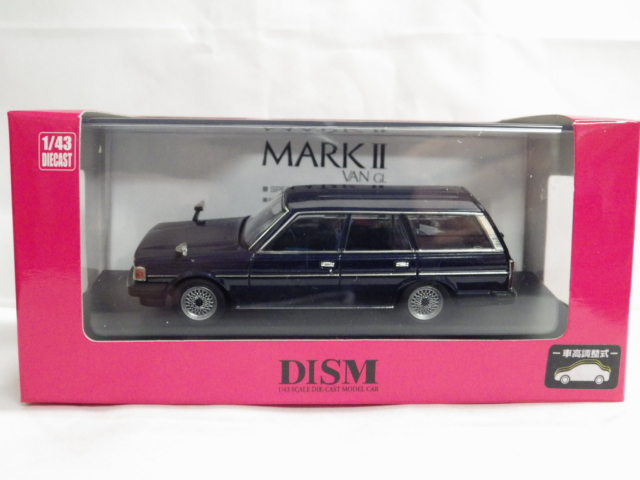 1/43
DIECAST
MARK II
VAN GL
DISM
1/43 SCALE DIE-CAST MODEL CAR
車高調整式